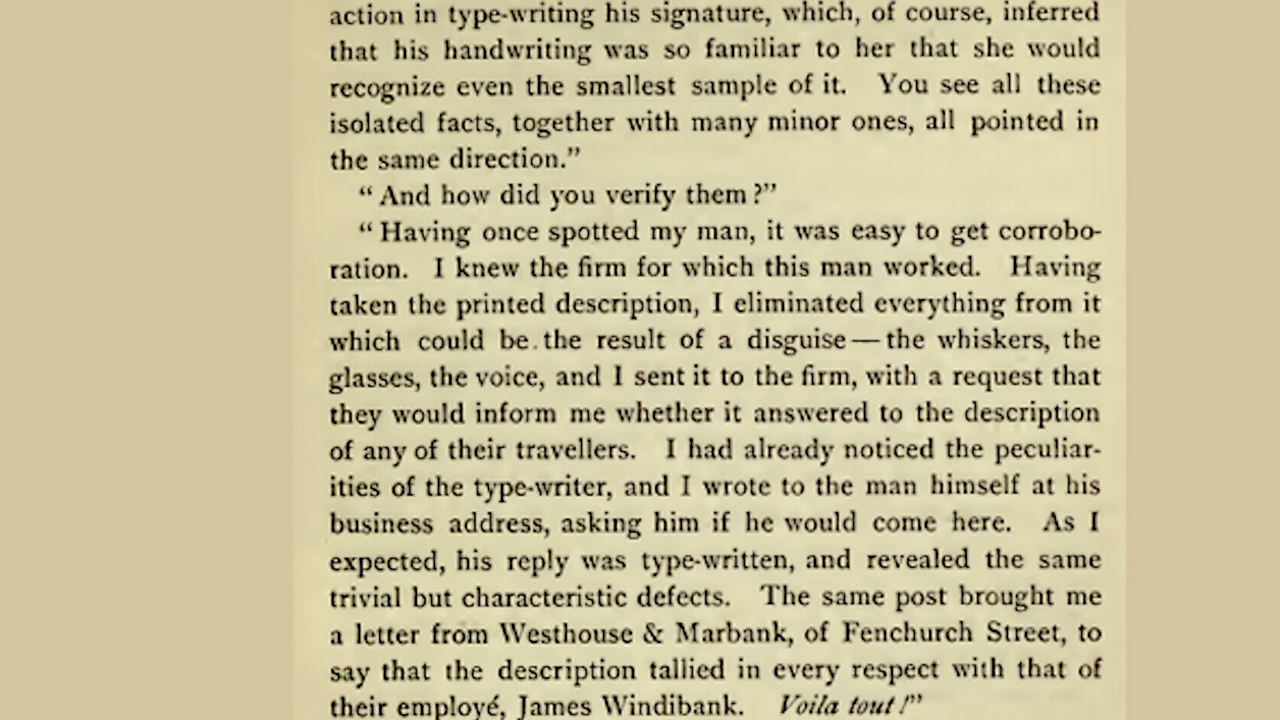 action in type-writing his signature, which, of course, inferred
that his handwriting was so familiar to her that she would
recognize even the smallest sample of it. You see all these
isolated facts, together with many minor ones, all pointed in
the same direction.”
“ And how did you verify them ?”
“ Having once spotted my man, it was easy to get corrobo-
ration. I knew the firm for which this man worked. Having
taken the printed description, I eliminated everything from it
which could be the result of a disguise — the whiskers, the
glasses, the voice, and I sent it to the firm, with a request that
they would inform me whether it answered to the description
of any of their travellers. I had already noticed the peculiar-
ities of the type-writer, and I wrote to the man himself at his
business address, asking him if he would come here. As I
expected, his reply was type-written, and revealed the same
trivial but characteristic defects. The same post brought me
a letter from Westhouse & Marbank, of Fenchurch Street, to
say that the description tallied in every respect with that of
their employé, James Windibank. Voila tout !”